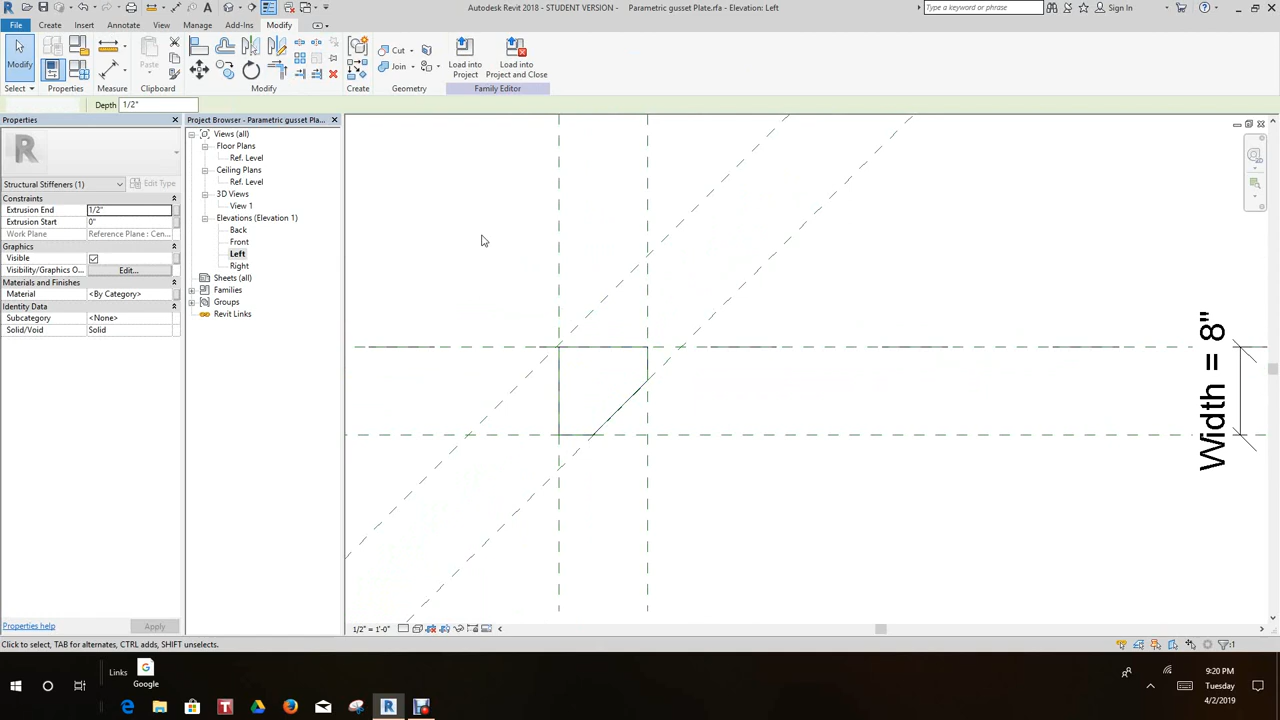 Autodesk Revit 2018 - STUDENT VERSION - Parametric gusset Plate.rfa - Elevation: Left
Type a keyword or phrase
Sign In
File
Create
Insert
Annotate
View
Manage
Add-Ins
Modify
Modify
Paste
Cut
Join
Load into
Project
Load into
Project and Close
Select
Properties
Clipboard
Geometry
Modify
Measure
Create
Family Editor
Depth 1/2"
Properties
Structural Stiffeners (1)
Edit Type
Constraints
Extrusion End 1/2"
Extrusion Start 0"
Work Plane Reference Plane : Cen...
Graphics
Visible
Visibility/Graphics O... Edit...
Materials and Finishes
Material <By Category>
Identity Data
Subcategory <None>
Solid/Void Solid
Properties help
Apply
Project Browser - Parametric gusset Pla...
Views (all)
Floor Plans
Ref. Level
Ceiling Plans
Ref. Level
3D Views
View 1
Elevations (Elevation 1)
Back
Front
Left
Right
Sheets (all)
Families
Groups
Revit Links
Width = 8"
1/2" = 1'-0"
Click to select, TAB for alternates, CTRL adds, SHIFT unselects.
:1
Links
Google
9:20 PM
Tuesday
4/2/2019